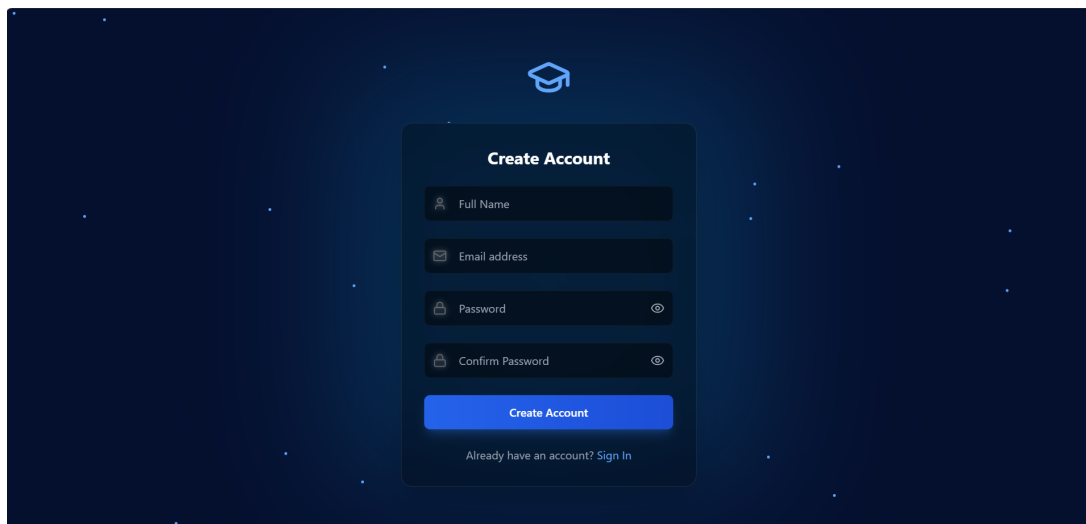 Create Account
Full Name
Email address
Password
Confirm Password
Create Account
Already have an account? Sign In